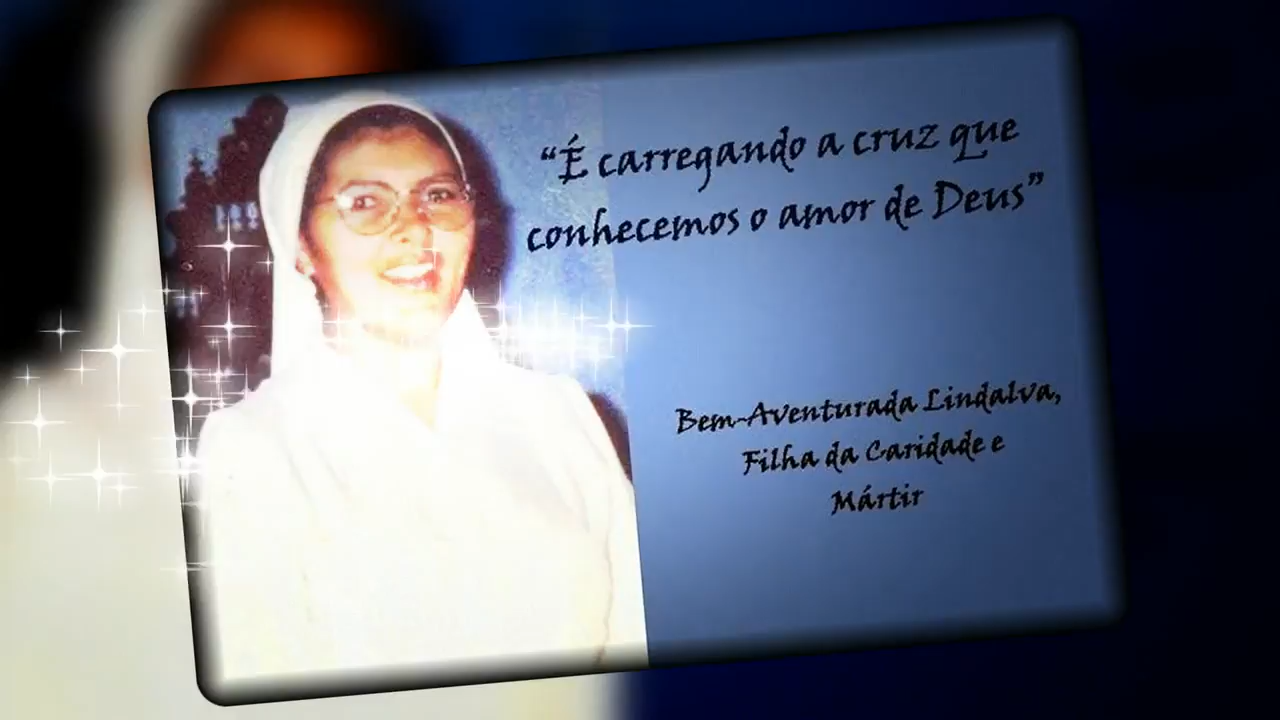 “É carregando a cruz que
conhecemos o amor de Deus”
Bem-Aventurada Lindalva,
Filha da Caridade e
Mártir